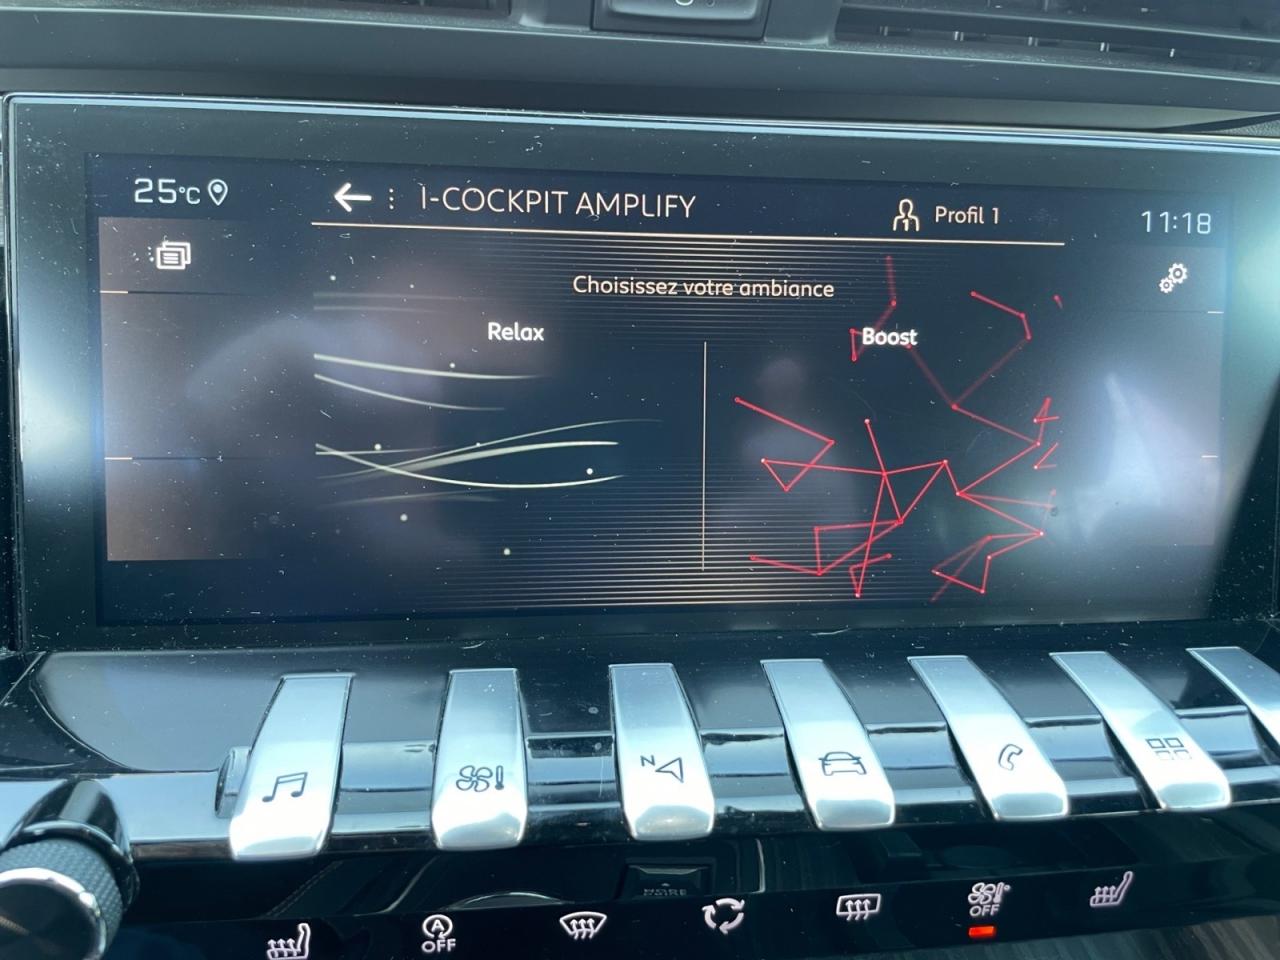 25°C
I-COCKPIT AMPLIFY
Profil 1
11:18
Choisissez votre ambiance
Relax
Boost
N
A
OFF
OFF